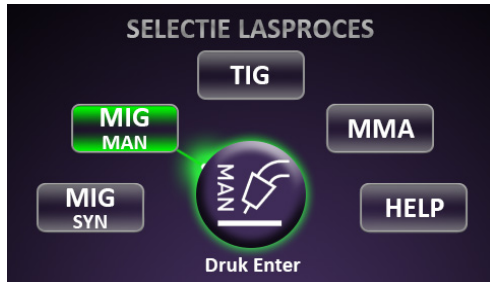 SELECTIE LASPROCES
TIG
MIG
MAN
MMA
MIG
SYN
MAN
HELP
Druk Enter